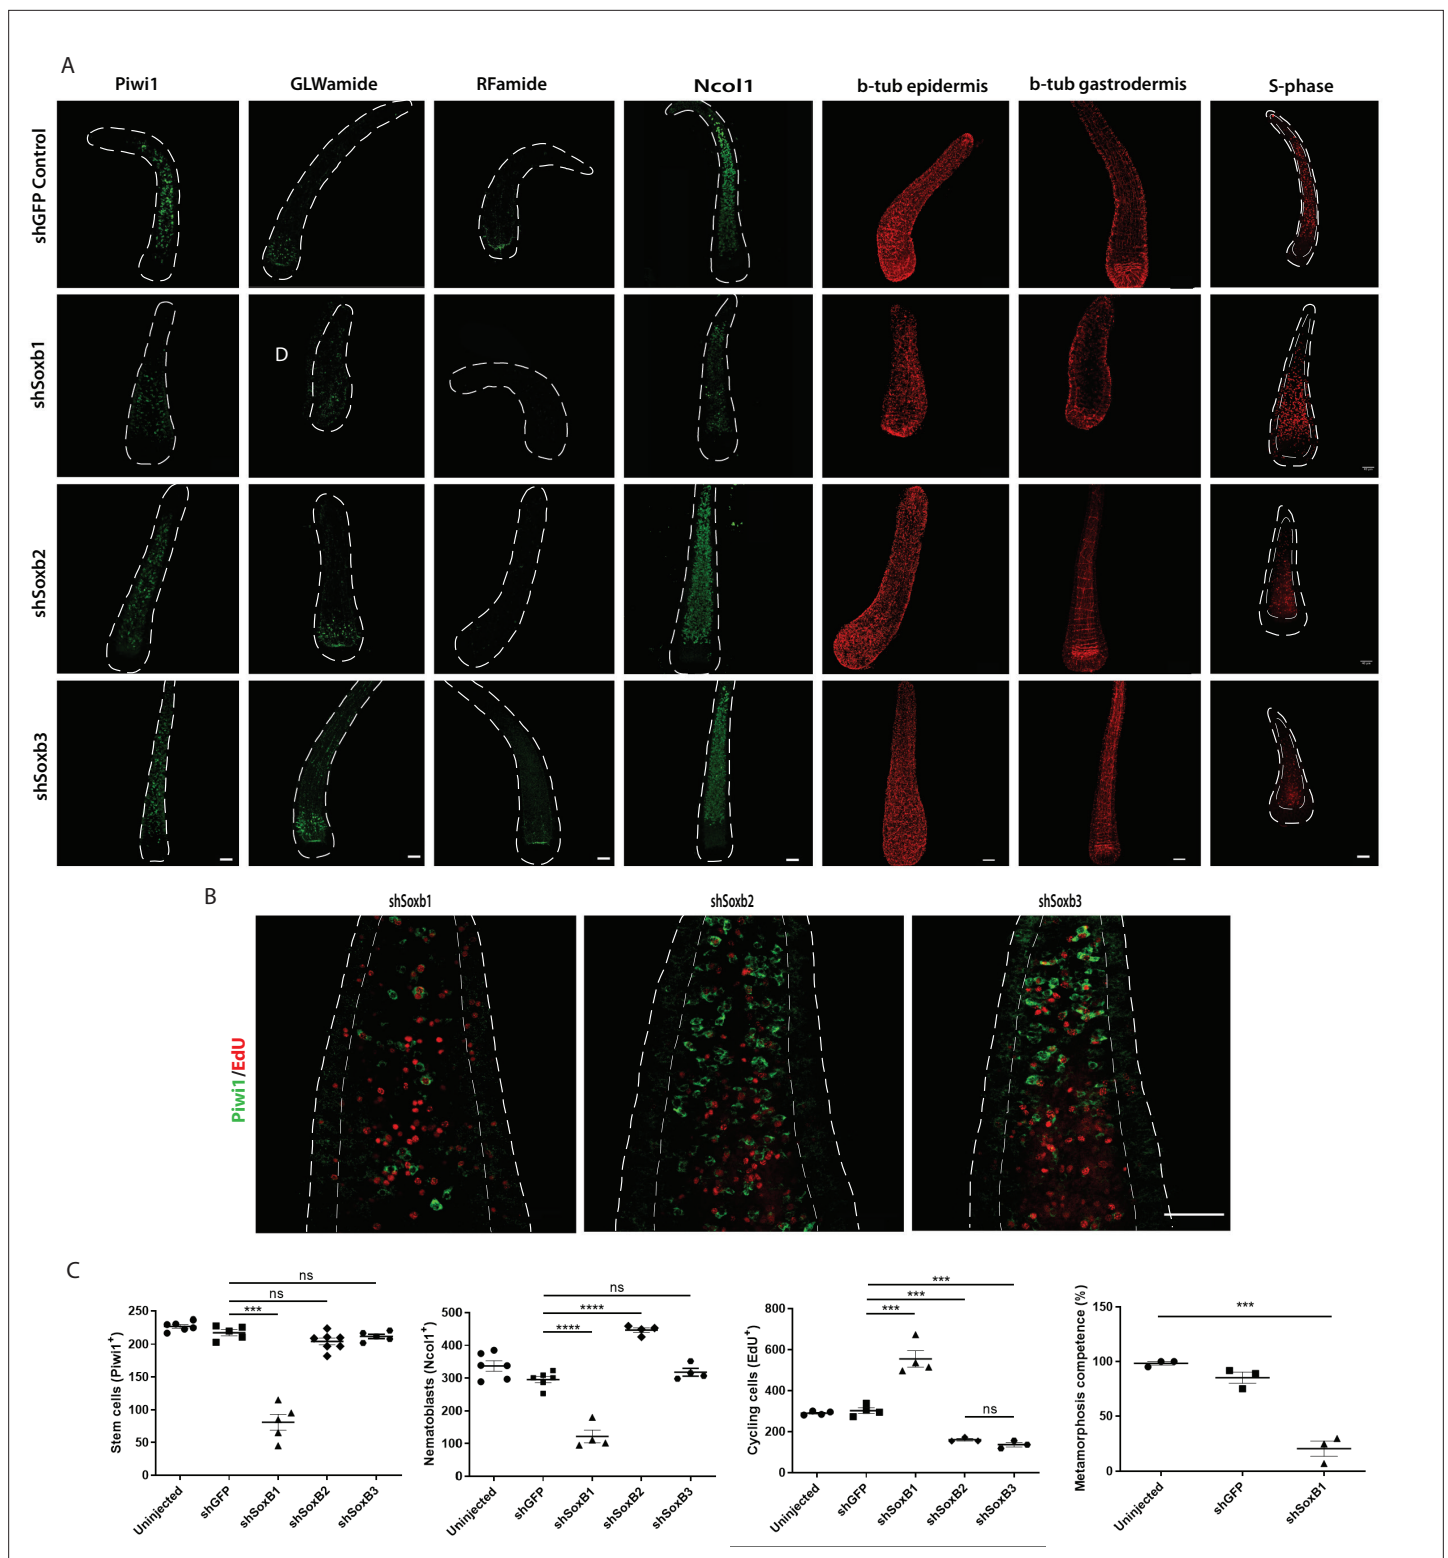 A
Piwi1 GLWamide RFamide Ncol1 b-tub epidermis b-tub gastrodermis S-phase
shGFP Control
shSoxb1
D
shSoxb2
shSoxb3
B
shSoxb1 shSoxb2 shSoxb3
Piwi1/EdU
C
Stem cells (Piwi1+)
250
200
150
100
50
0
ns
ns
***
Uninjected shGFP shSoxB1 shSoxB2 shSoxB3
Nematoblasts (Ncol1+)
500
400
300
200
100
0
ns
****
****
Uninjected shGFP shSoxB1 shSoxB2 shSoxB3
Cycling cells (EdU+)
800
600
400
200
0
***
***
***
ns
Uninjected shGFP shSoxB1 shSoxB2 shSoxB3
Metamorphosis competence (%)
150
100
50
0
***
Uninjected shGFP shSoxB1